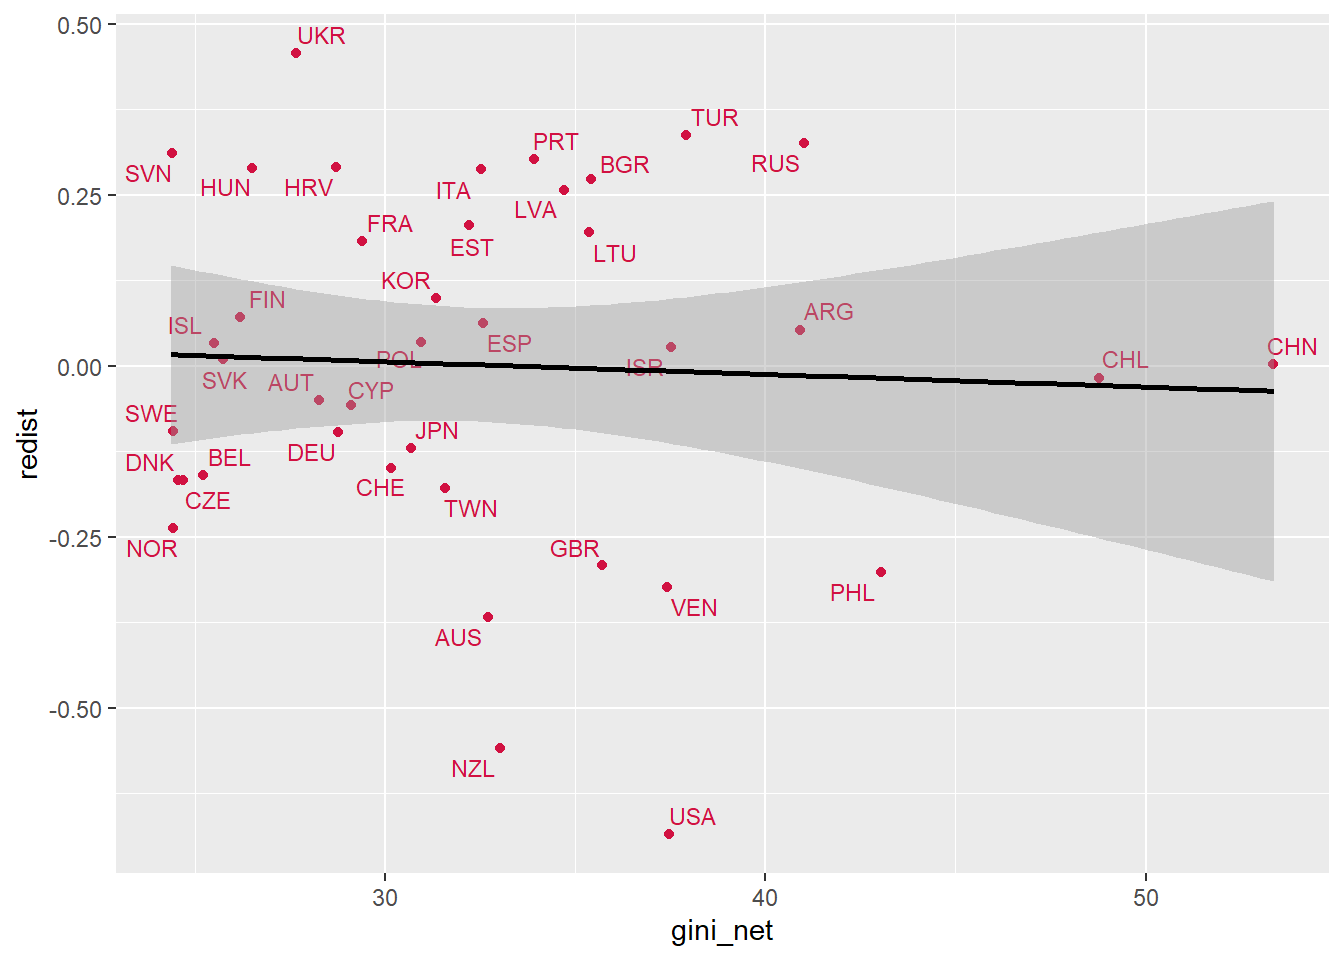 0.50
UKR
TUR
PRT
RUS
BGR
SVN
HUN
HRV
ITA
0.25
LVA
FRA
EST
LTU
KOR
FIN
ARG
ISL
ESP
CHN
POL
CHL
ISR
0.00
SVK
AUT
CYP
SWE
JPN
DEU
BEL
DNK
CHE
CZE
TWN
-0.25
NOR
GBR
PHL
VEN
AUS
-0.50
NZL
USA
redist
30
40
50
gini_net